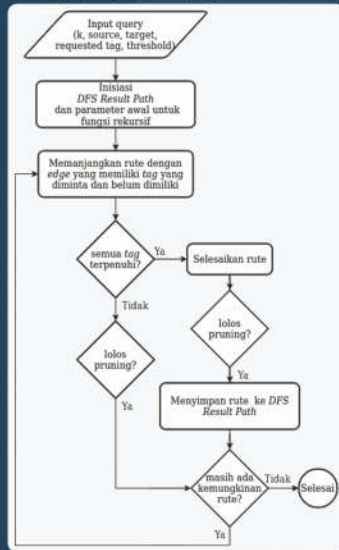 Input query
(k, source, target,
requested tag, threshold)
Inisiasi
DFS Result Path
dan parameter awal untuk
fungsi rekursif
Memanjangkan rute dengan
edge yang memiliki tag yang
diminta dan belum dimiliki
semua tag
terpenuhi?
Ya
Selesaikan rute
Tidak
lolos
pruning?
Ya
lolos
pruning?
Ya
Menyimpan rute ke DFS
Result Path
masih ada
kemungkinan
rute?
Tidak
Selesai
Ya